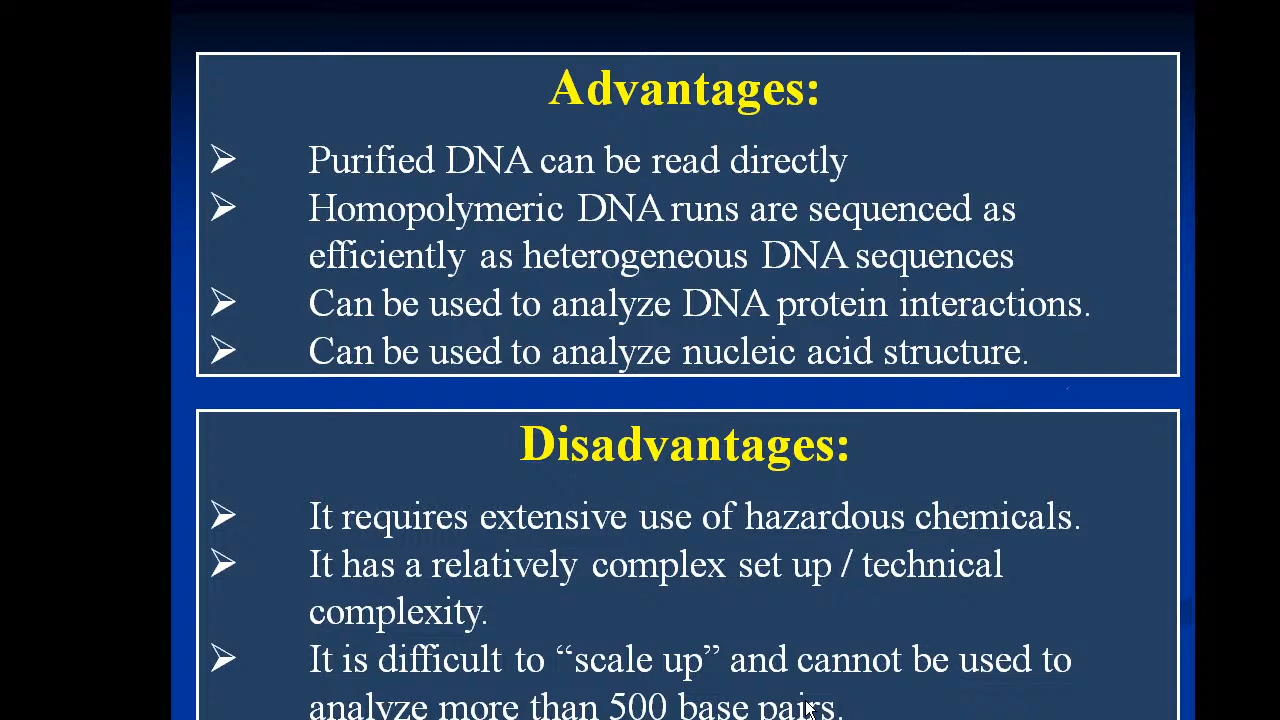 Advantages:
Purified DNA can be read directly
Homopolymeric DNA runs are sequenced as
efficiently as heterogeneous DNA sequences
Can be used to analyze DNA protein interactions.
Can be used to analyze nucleic acid structure.
Disadvantages:
It requires extensive use of hazardous chemicals.
It has a relatively complex set up / technical
complexity.
It is difficult to “scale up” and cannot be used to
analyze more than 500 base pairs.